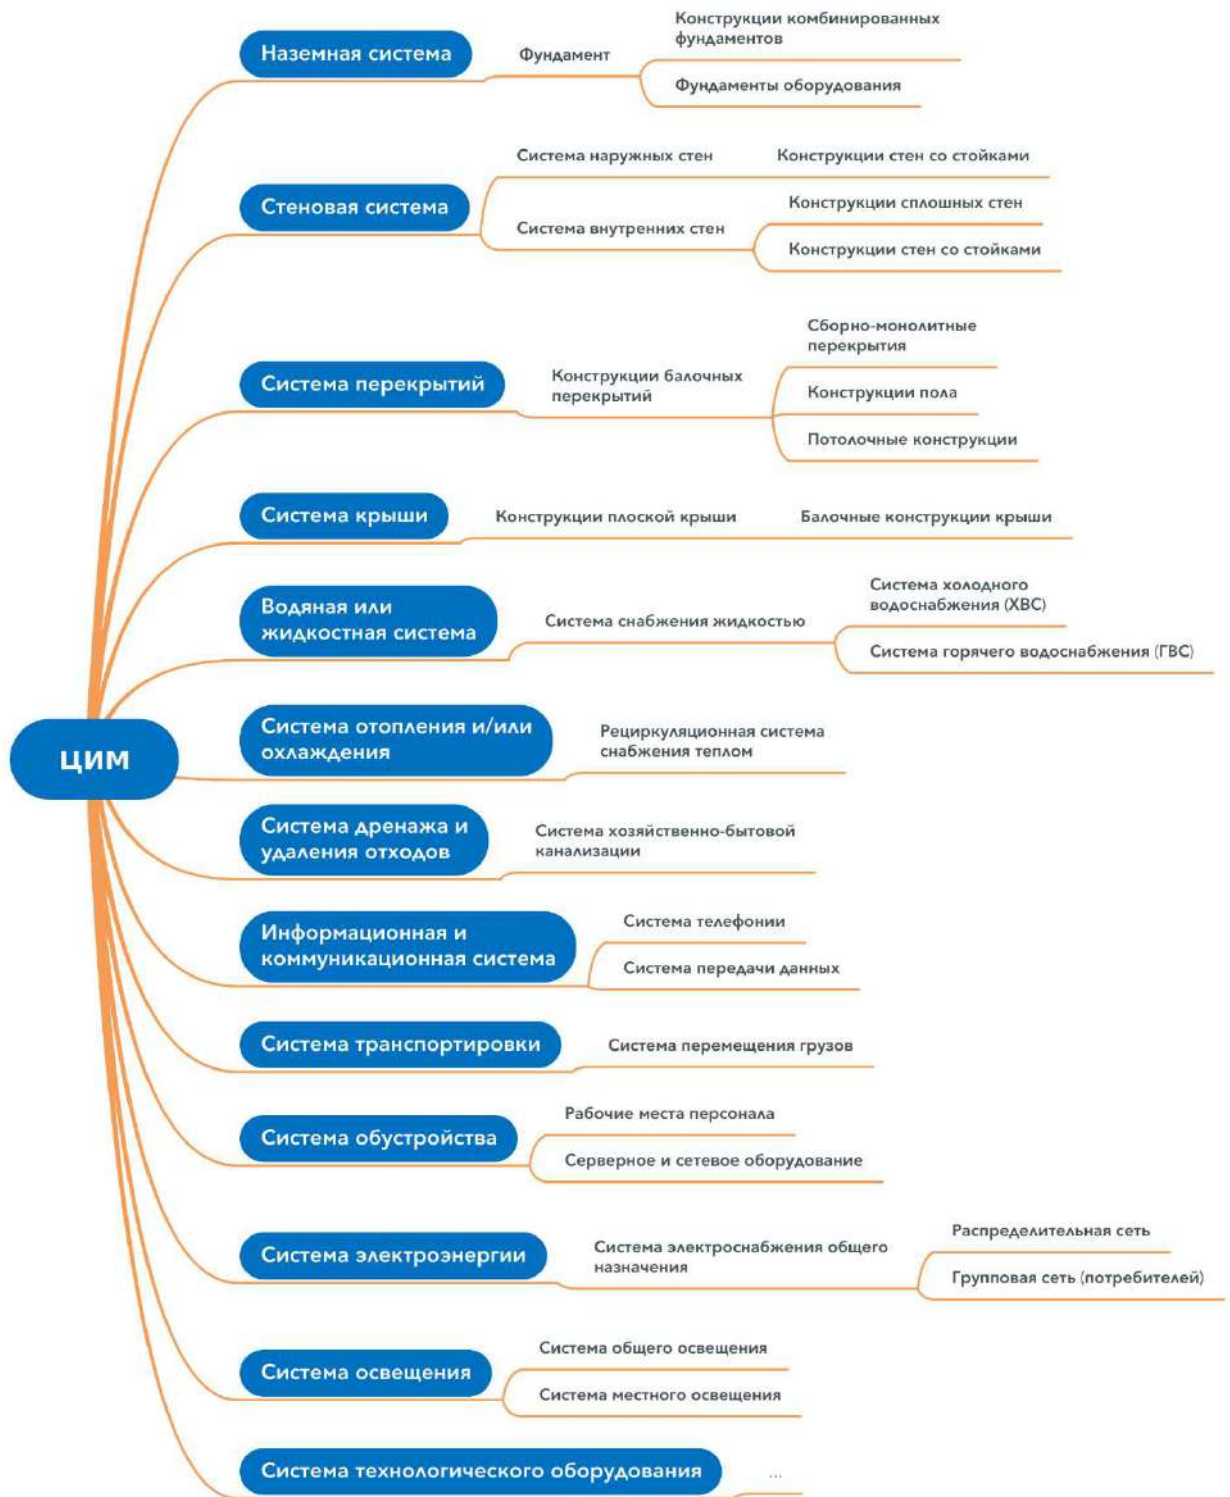 Наземная система
Фундамент
Конструкции комбинированных
фундаментов
Фундаменты оборудования
Стеновая система
Система наружных стен
Конструкции стен со стойками
Система внутренних стен
Конструкции сплошных стен
Конструкции стен со стойками
Система перекрытий
Конструкции балочных
перекрытий
Сборно-монолитные
перекрытия
Конструкции пола
Потолочные конструкции
Система крыши
Конструкции плоской крыши
Балочные конструкции крыши
Водяная или
жидкостная система
Система снабжения жидкостью
Система холодного
водоснабжения (ХВС)
Система горячего водоснабжения (ГВС)
ЦИМ
Система отопления и/или
охлаждения
Рециркуляционная система
снабжения теплом
Система дренажа и
удаления отходов
Система хозяйственно-бытовой
канализации
Информационная и
коммуникационная система
Система телефонии
Система передачи данных
Система транспортировки
Система перемещения грузов
Система обустройства
Рабочие места персонала
Серверное и сетевое оборудование
Система электроэнергии
Система электроснабжения общего
назначения
Распределительная сеть
Групповая сеть (потребителей)
Система освещения
Система общего освещения
Система местного освещения
Система технологического оборудования
...